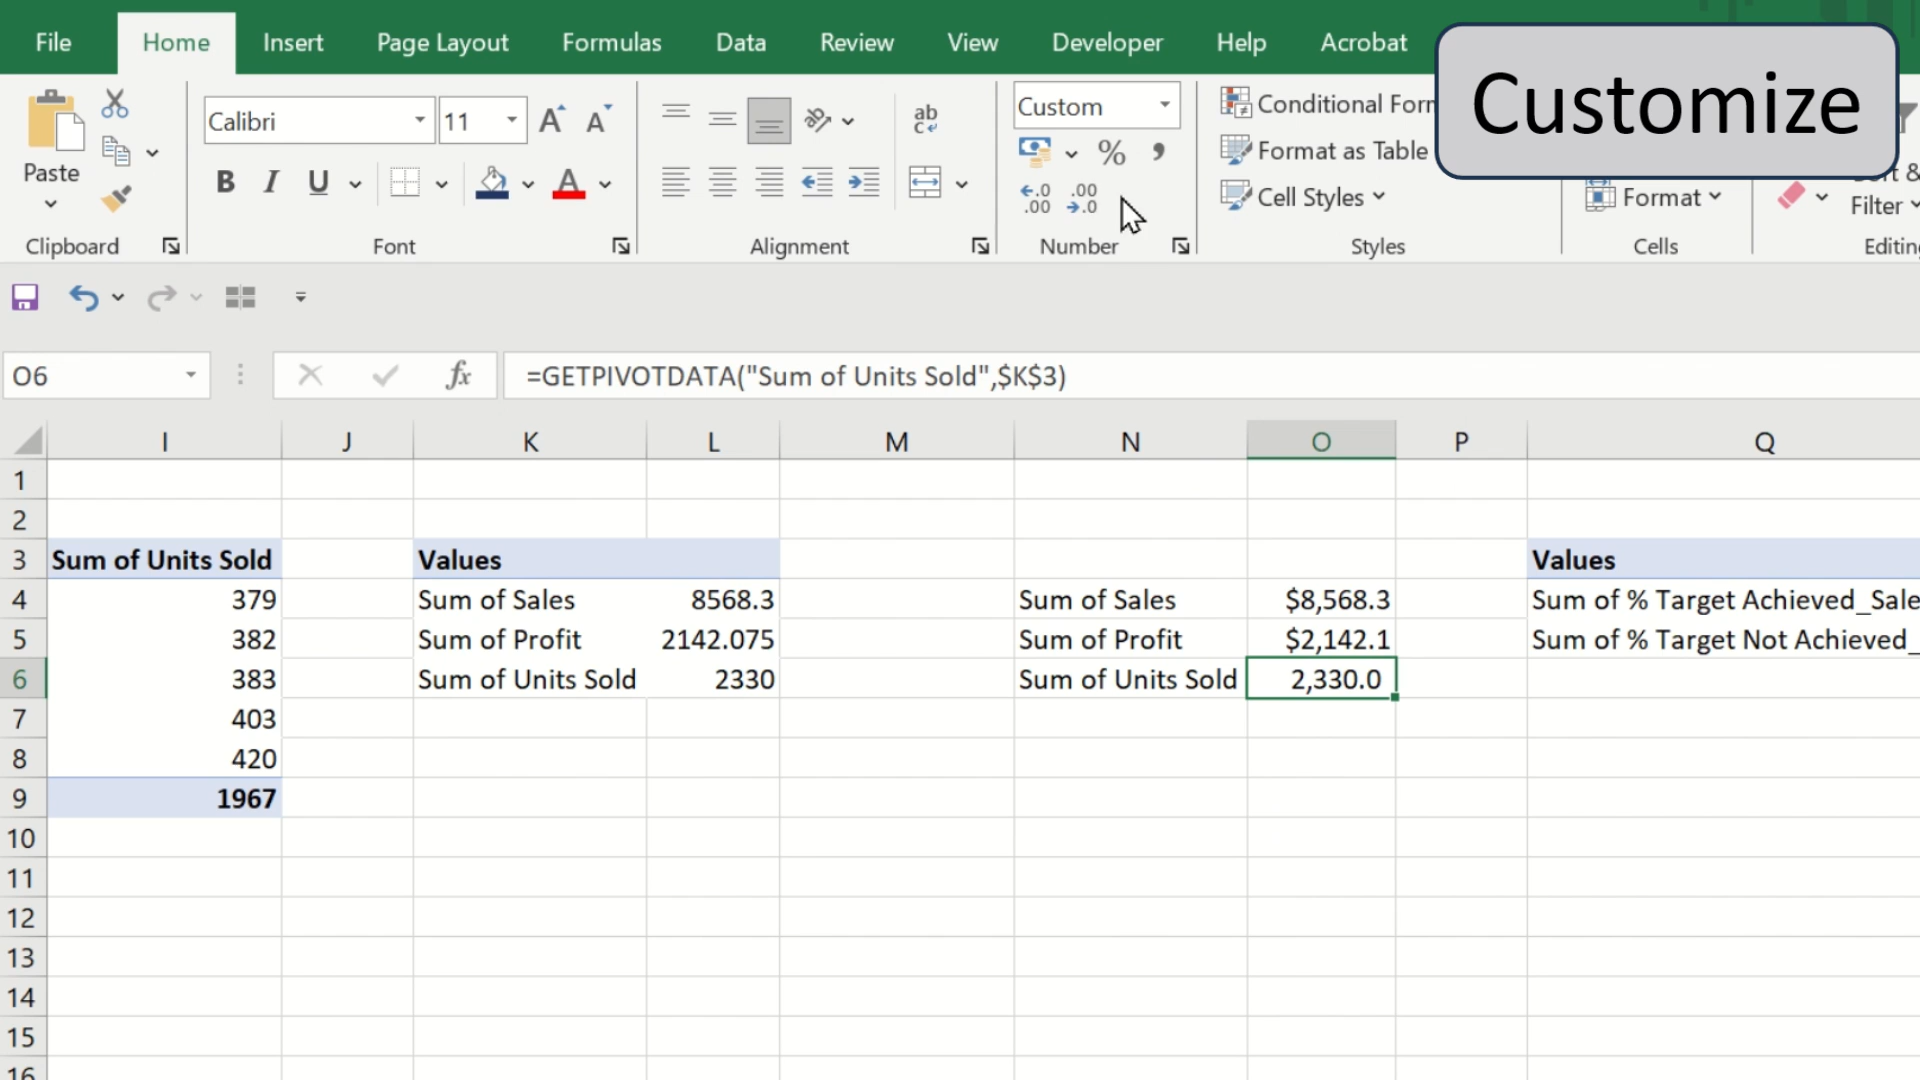 File Home Insert Page Layout Formulas Data Review View Developer Help Acrobat
Customize
Calibri 11 ab Custom Conditional Form
Paste % , Format as Table
B I U A .00 .0 Cell Styles Format Filter
Clipboard Font Alignment Number Styles Cells Editing
O6 fx =GETPIVOTDATA("Sum of Units Sold",$K$3)
I J K L M N O P Q
1
2
3 Sum of Units Sold Values Values
4 379 Sum of Sales 8568.3 Sum of Sales $8,568.3 Sum of % Target Achieved_Sale
5 382 Sum of Profit 2142.075 Sum of Profit $2,142.1 Sum of % Target Not Achieved_
6 383 Sum of Units Sold 2330 Sum of Units Sold 2,330.0
7 403
8 420
9 1967
10
11
12
13
14
15
16